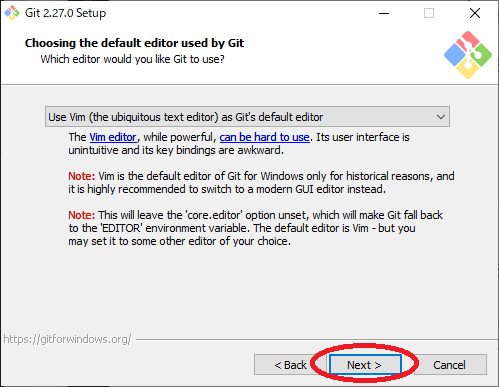 Git 2.27.0 Setup
Choosing the default editor used by Git
Which editor would you like Git to use?
Use Vim (the ubiquitous text editor) as Git's default editor
The Vim editor, while powerful, can be hard to use. Its user interface is
unintuitive and its key bindings are awkward.
Note: Vim is the default editor of Git for Windows only for historical reasons, and
it is highly recommended to switch to a modern GUI editor instead.
Note: This will leave the 'core.editor' option unset, which will make Git fall back
to the 'EDITOR' environment variable. The default editor is Vim - but you
may set it to some other editor of your choice.
https://gitforwindows.org/
< Back
Next >
Cancel